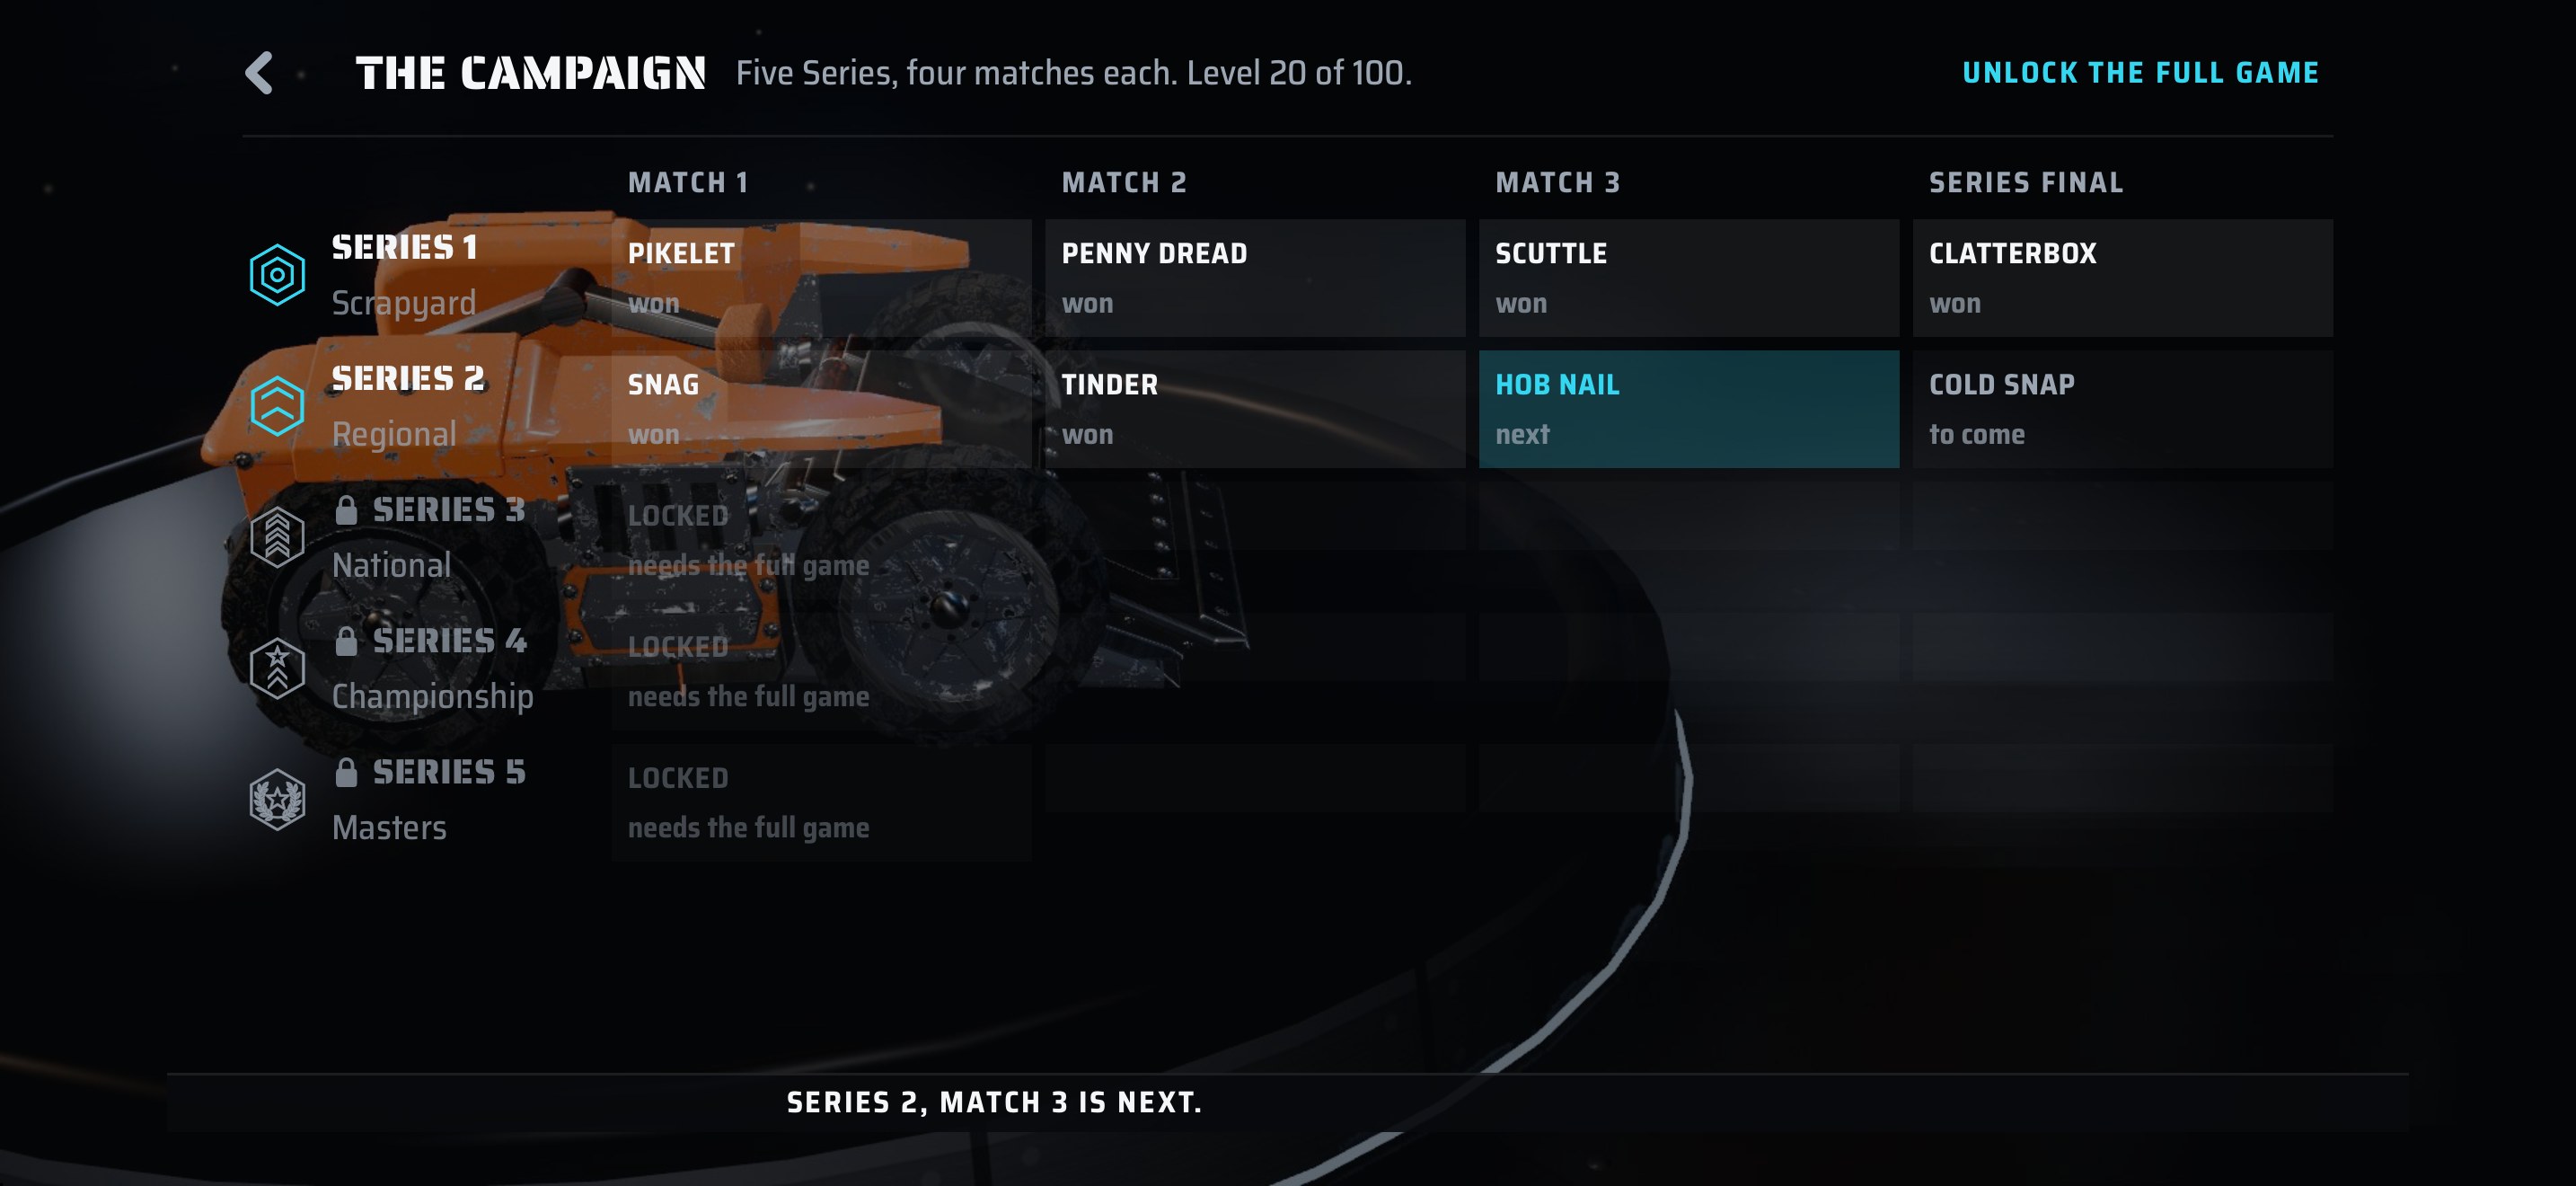 THE CAMPAIGN Five Series, four matches each. Level 20 of 100. UNLOCK THE FULL GAME
MATCH 1 MATCH 2 MATCH 3 SERIES FINAL
SERIES 1 PIKELET PENNY DREAD SCUTTLE CLATTERBOX
Scrapyard won won won won
SERIES 2 SNAG TINDER HOB NAIL COLD SNAP
Regional won won next to come
SERIES 3 LOCKED
National needs the full game
SERIES 4 LOCKED
Championship needs the full game
SERIES 5 LOCKED
Masters needs the full game
SERIES 2, MATCH 3 IS NEXT.